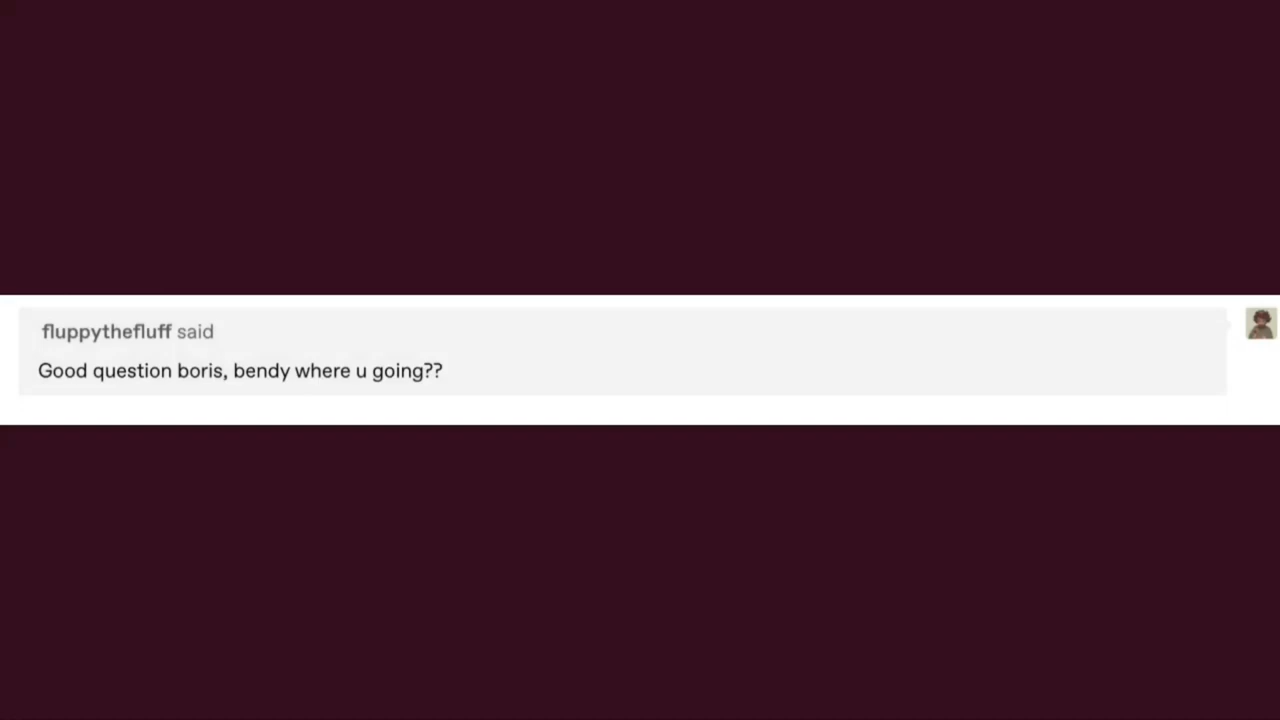 fluppythefluff said
Good question boris, bendy where u going??